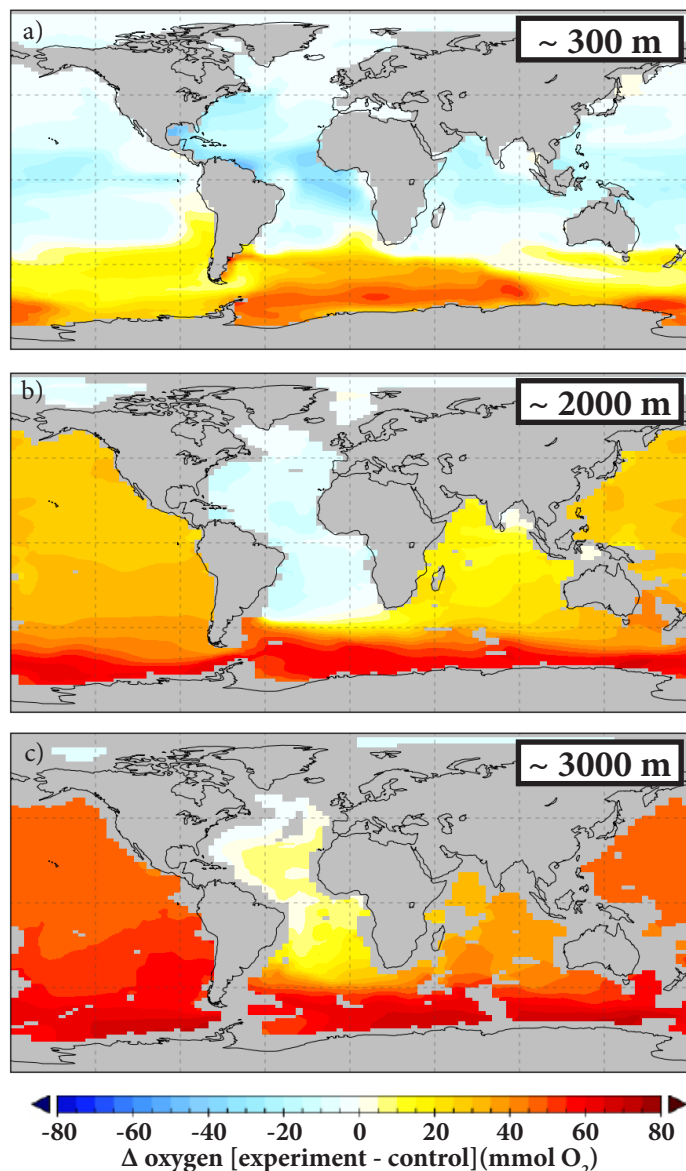 a)
~ 300 m
b)
~ 2000 m
c)
~ 3000 m
-80 -60 -40 -20 0 20 40 60 80
Δ oxygen [experiment - control](mmol O₂)